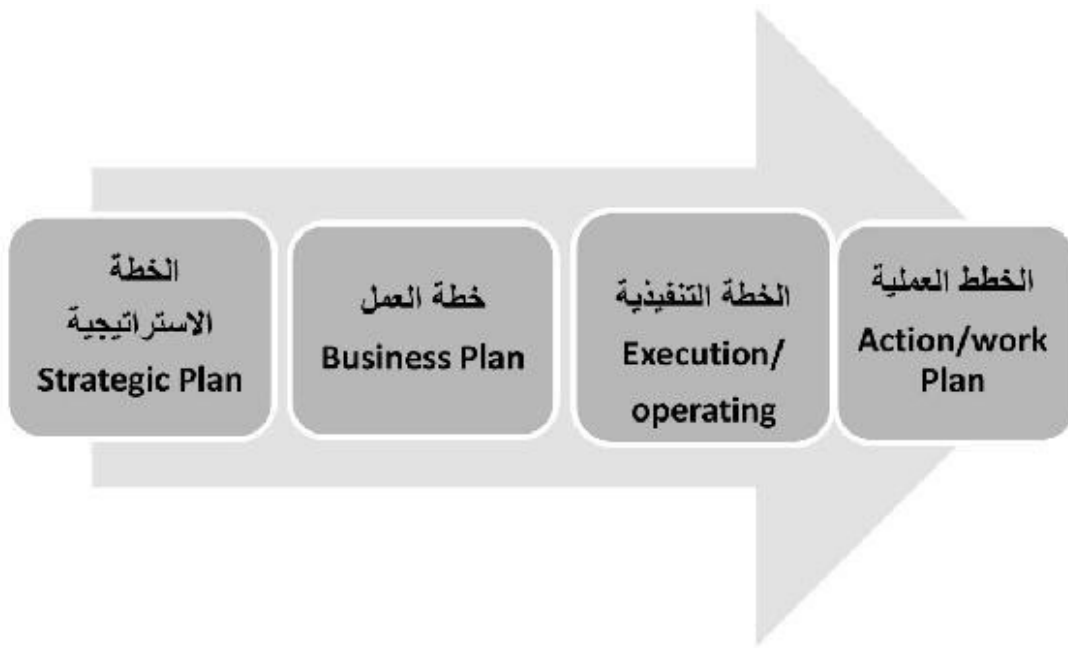 الخطة
الاستراتيجية
Strategic Plan
خطة العمل
Business Plan
الخطة التنفيذية
Execution/
operating
الخطط العملية
Action/work
Plan